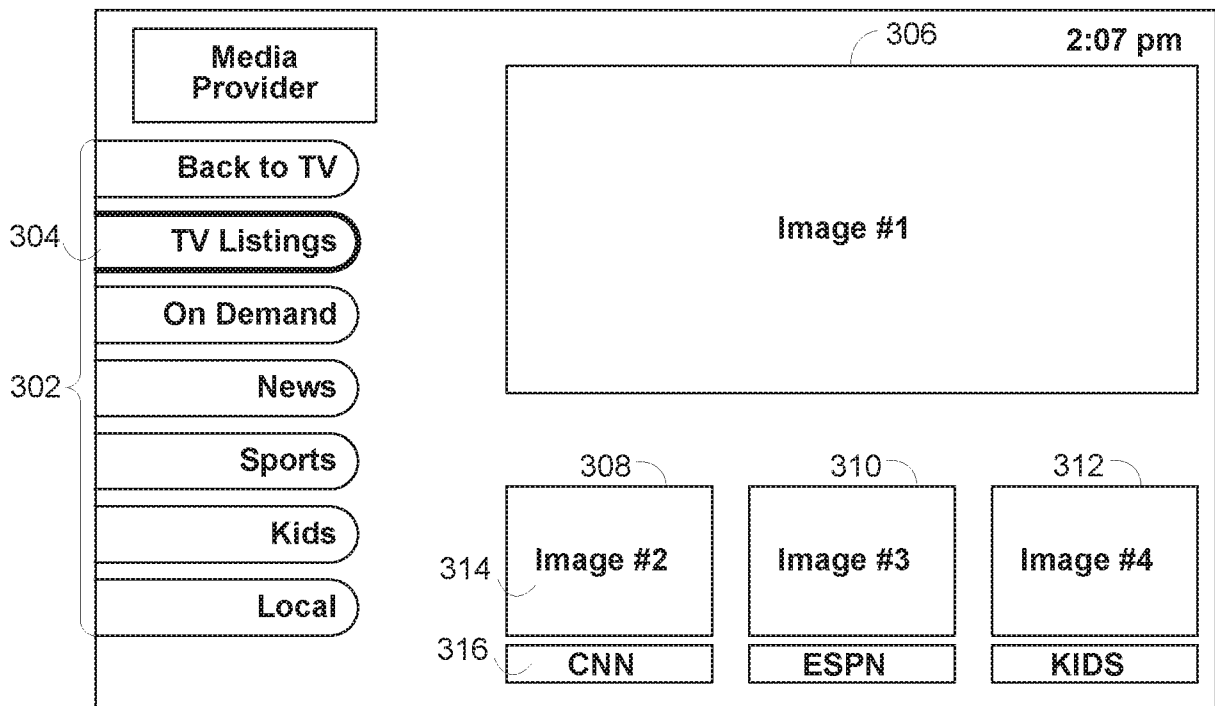 306
2:07 pm
Media
Provider
Back to TV
304
TV Listings
Image #1
On Demand
302
News
Sports
308
310
312
Kids
314
Image #2
Image #3
Image #4
Local
316
CNN
ESPN
KIDS